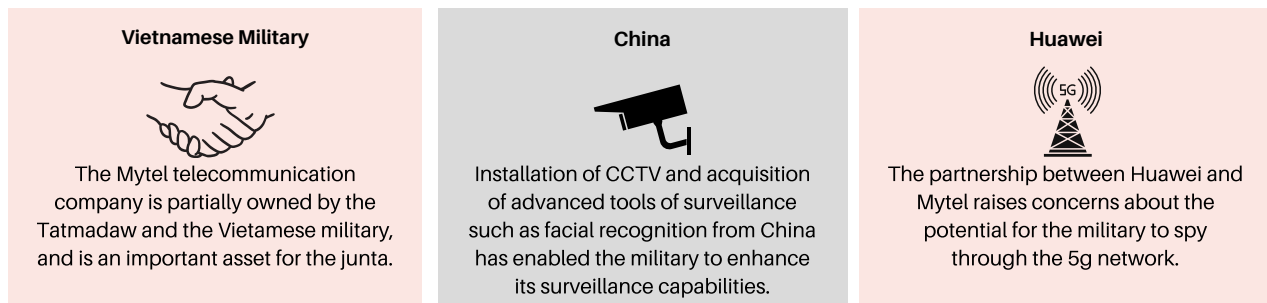 Vietnamese Military
The Mytel telecommunication
company is partially owned by the
Tatmadaw and the Vietamese military,
and is an important asset for the junta.
China
Installation of CCTV and acquisition
of advanced tools of surveillance
such as facial recognition from China
has enabled the military to enhance
its surveillance capabilities.
Huawei
5G
The partnership between Huawei and
Mytel raises concerns about the
potential for the military to spy
through the 5g network.